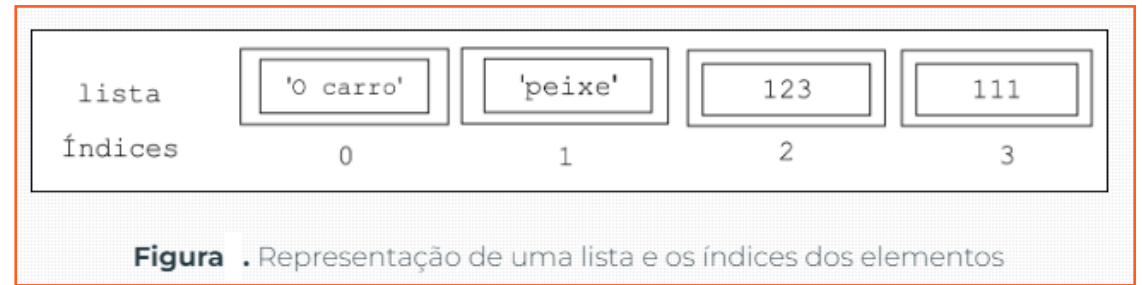 lista 'O carro' 'peixe' 123 111
Índices 0 1 2 3
Figura . Representação de uma lista e os índices dos elementos